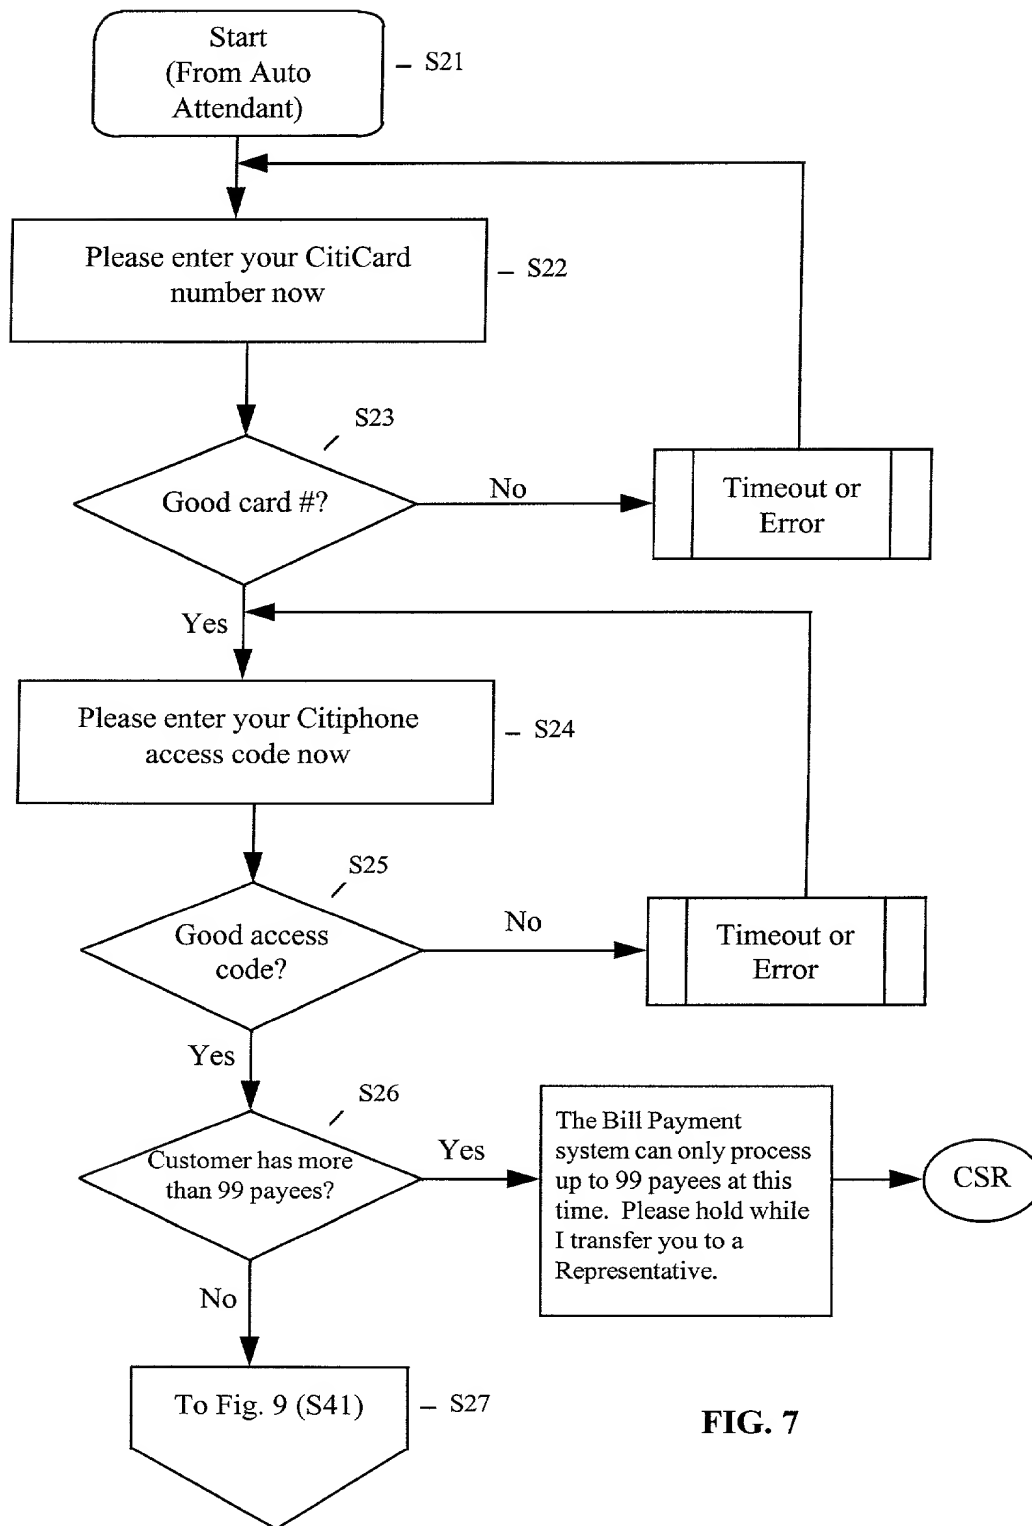 Start
(From Auto
Attendant)
– S21
Please enter your CitiCard
number now
– S22
S23
Good card #?
No
Timeout or
Error
Yes
Please enter your Citiphone
access code now
– S24
S25
Good access
code?
No
Timeout or
Error
Yes
S26
Customer has more
than 99 payees?
Yes
The Bill Payment
system can only process
up to 99 payees at this
time. Please hold while
I transfer you to a
Representative.
CSR
No
To Fig. 9 (S41)
– S27
FIG. 7